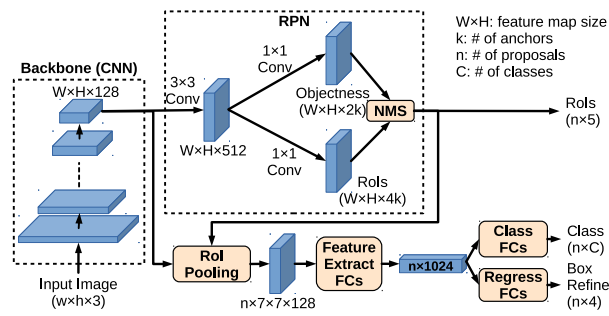 RPN
W×H: feature map size
k: # of anchors
n: # of proposals
C: # of classes
Backbone (CNN)
W×H×128
3×3
Conv
1×1
Conv
W×H×512
1×1
Conv
Objectness
(W×H×2k)
NMS
RoIs
(W×H×4k)
RoIs
(n×5)
Input Image
(w×h×3)
RoI
Pooling
n×7×7×128
Feature
Extract
FCs
n×1024
Class
FCs
Class
(n×C)
Regress
FCs
Box
Refine
(n×4)